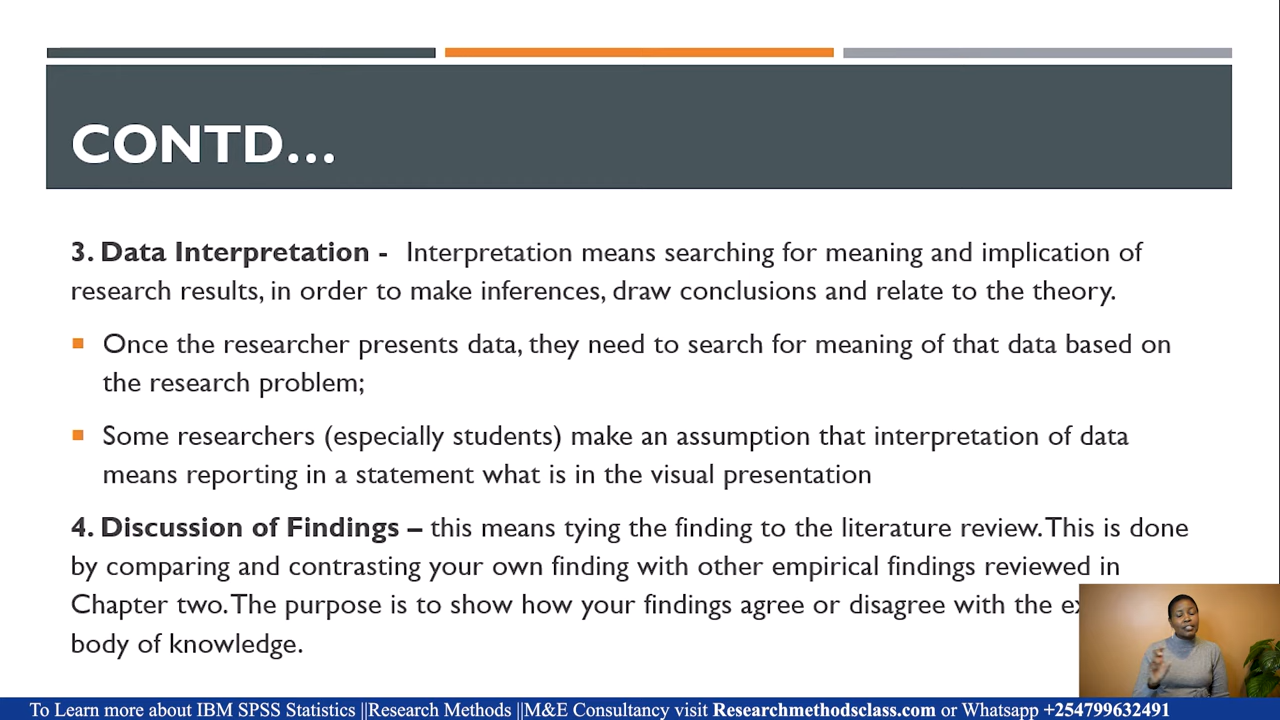 CONTD...
3. Data Interpretation - Interpretation means searching for meaning and implication of
research results, in order to make inferences, draw conclusions and relate to the theory.
Once the researcher presents data, they need to search for meaning of that data based on
the research problem;
Some researchers (especially students) make an assumption that interpretation of data
means reporting in a statement what is in the visual presentation
4. Discussion of Findings – this means tying the finding to the literature review. This is done
by comparing and contrasting your own finding with other empirical findings reviewed in
Chapter two. The purpose is to show how your findings agree or disagree with the
body of knowledge.
To Learn more about IBM SPSS Statistics ||Research Methods ||M&E Consultancy visit Researchmethodsclass.com or Whatsapp +254799632491